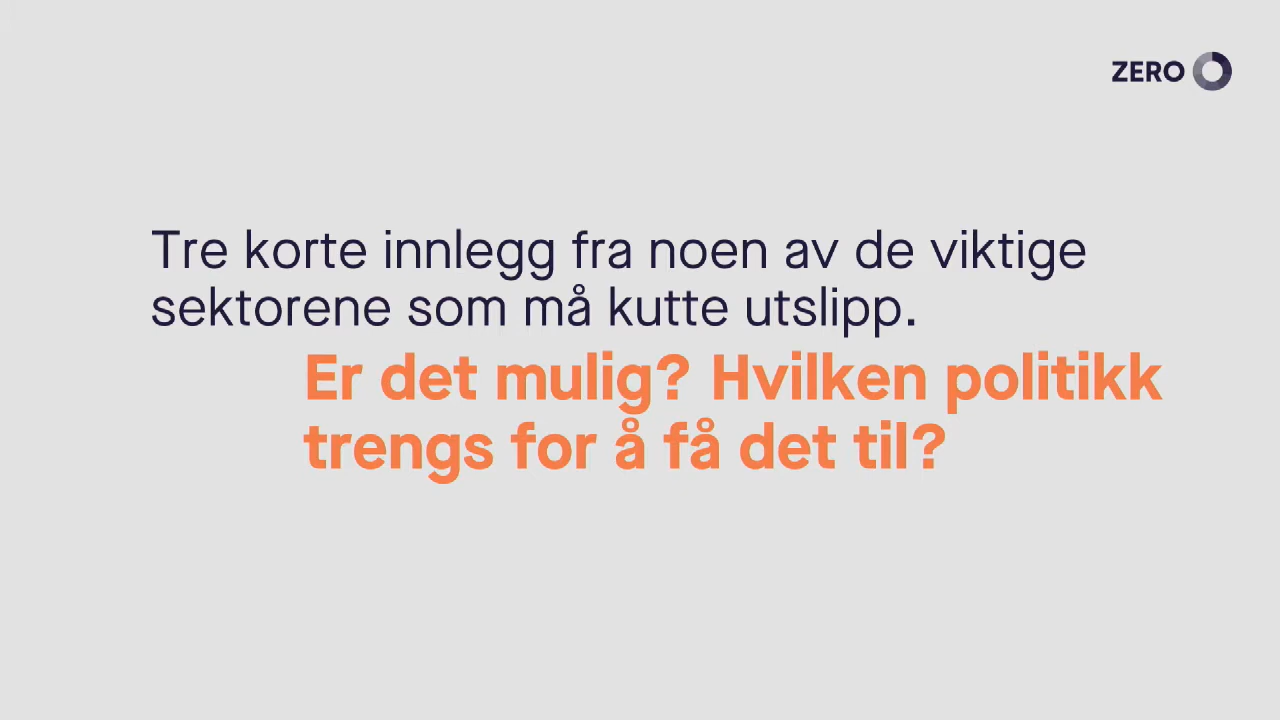 ZERO
Tre korte innlegg fra noen av de viktige
sektorene som må kutte utslipp.
Er det mulig? Hvilken politikk
trengs for å få det til?